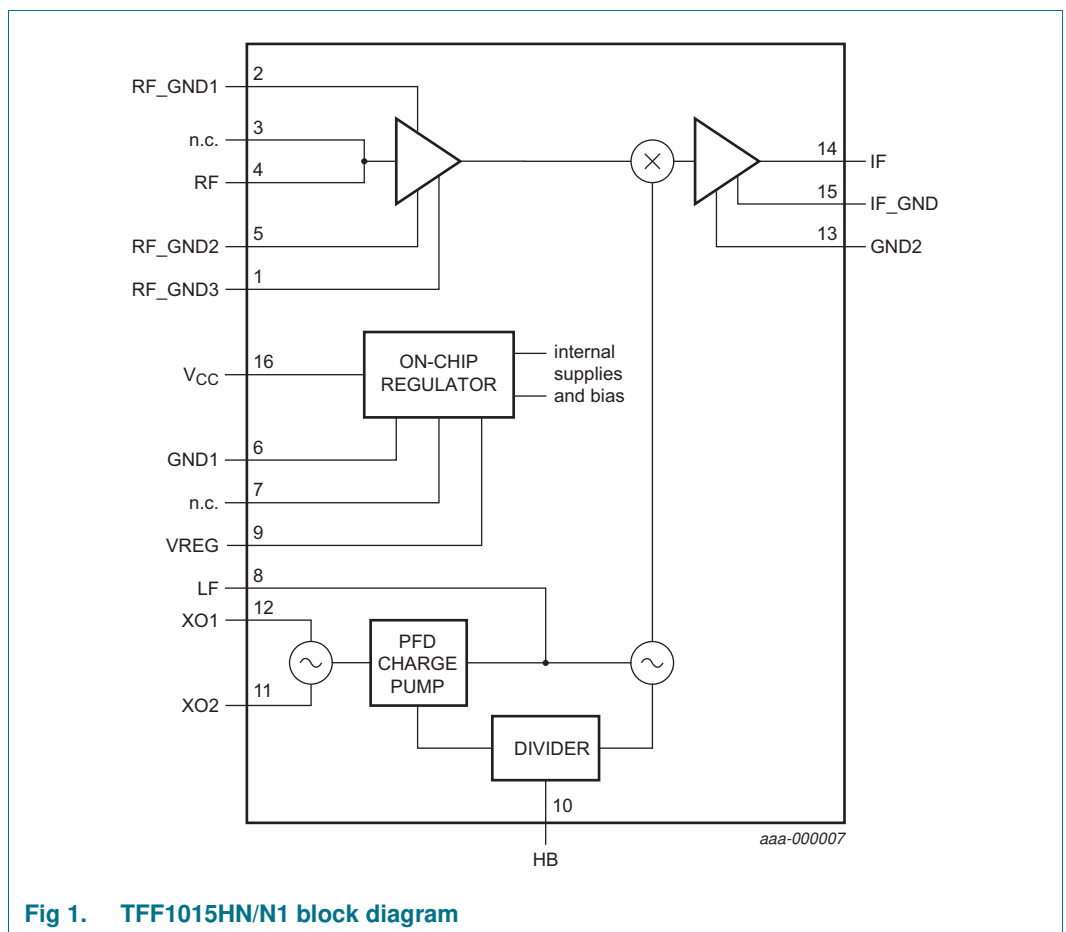 RF_GND1
2
n.c.
3
RF
4
RF_GND2
5
RF_GND3
1
14
IF
15
IF_GND
13
GND2
VCC
16
ON-CHIP
REGULATOR
internal
supplies
and bias
GND1
6
n.c.
7
VREG
9
LF
8
XO1
12
XO2
11
PFD
CHARGE
PUMP
DIVIDER
10
HB
aaa-000007
Fig 1. TFF1015HN/N1 block diagram